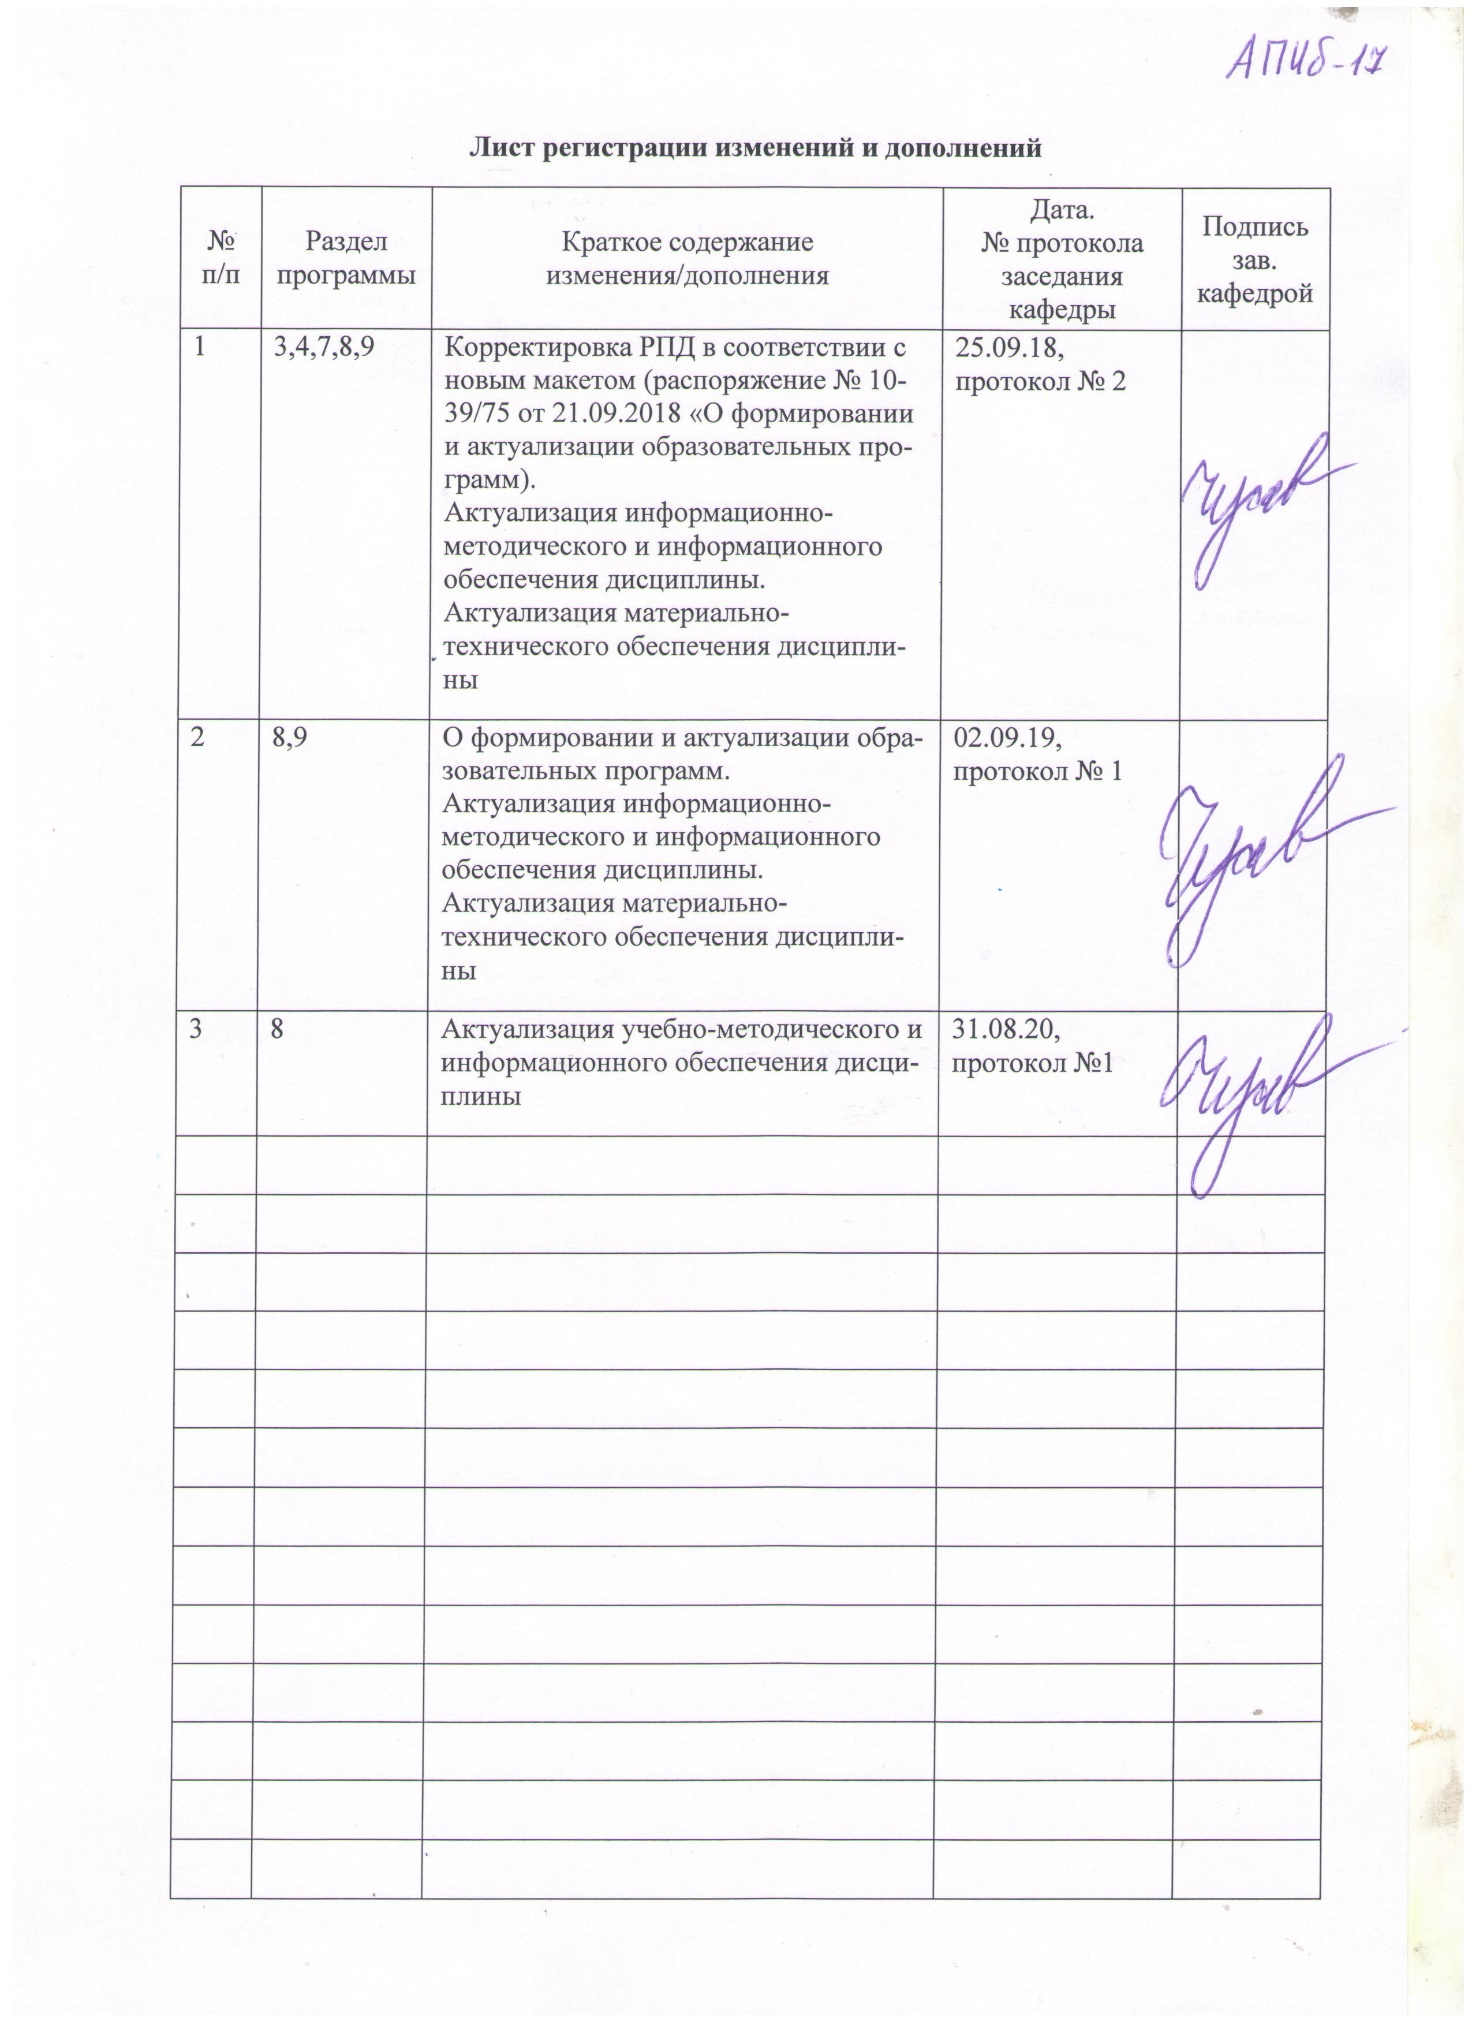 АПИб-17
Лист регистрации изменений и дополнений
№
п/п
Раздел
программы
Краткое содержание
изменения/дополнения
Дата.
№ протокола
заседания
кафедры
Подпись
зав.
кафедрой
1
3,4,7,8,9
Корректировка РПД в соответствии с
новым макетом (распоряжение № 10-
39/75 от 21.09.2018 «О формировании
и актуализации образовательных про-
грамм).
Актуализация информационно-
методического и информационного
обеспечения дисциплины.
Актуализация материально-
технического обеспечения дисципли-
ны
25.09.18,
протокол № 2
2
8,9
О формировании и актуализации обра-
зовательных программ.
Актуализация информационно-
методического и информационного
обеспечения дисциплины.
Актуализация материально-
технического обеспечения дисципли-
ны
02.09.19,
протокол № 1
3
8
Актуализация учебно-методического и
информационного обеспечения дисци-
плины
31.08.20,
протокол №1